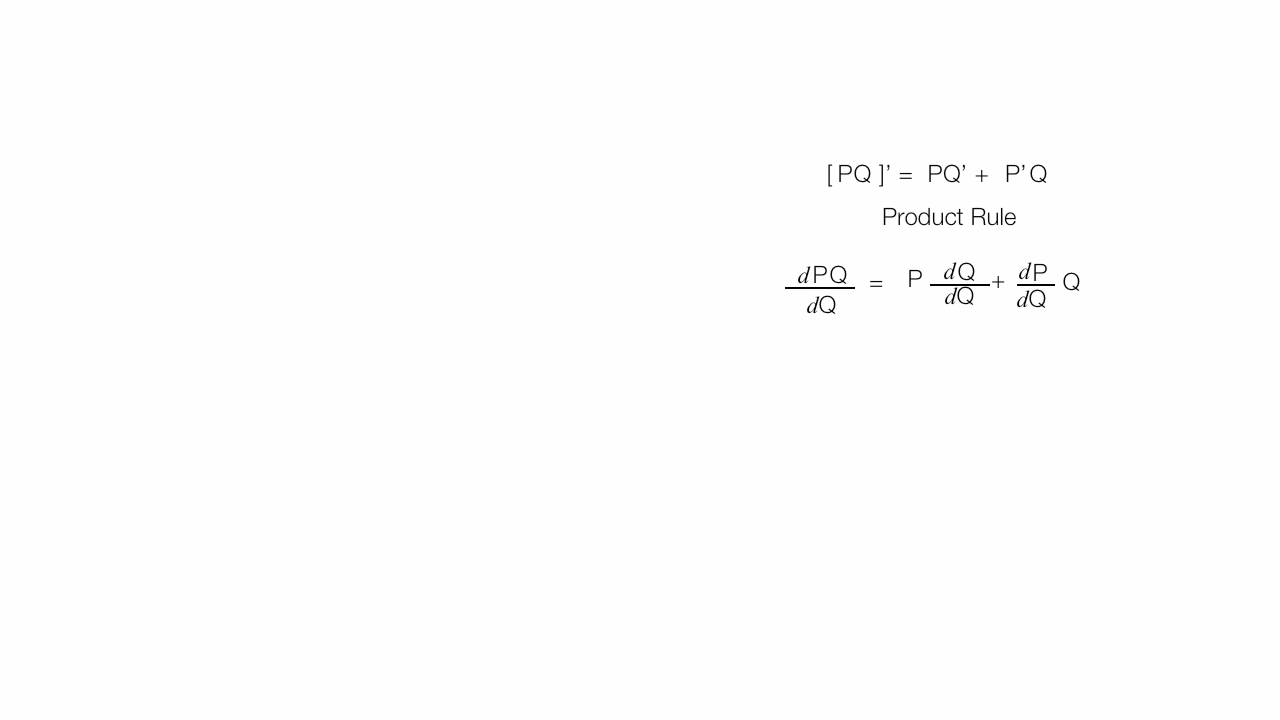 [ PQ ]’ = PQ’ + P’ Q
Product Rule
dPQ/dQ = P dQ/dQ + dP/dQ Q